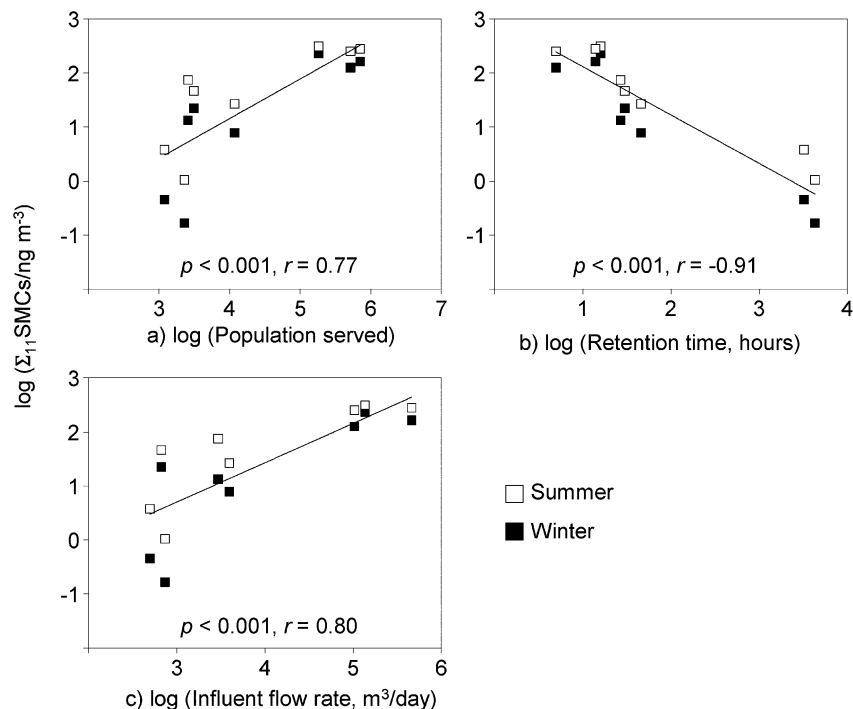 log (Σ₁₁SMCs/ng m⁻³)
3
2
1
0
-1
p < 0.001, r = 0.77
3 4 5 6 7
a) log (Population served)
3
2
1
0
-1
p < 0.001, r = -0.91
1 2 3 4
b) log (Retention time, hours)
3
2
1
0
-1
p < 0.001, r = 0.80
3 4 5 6
c) log (Influent flow rate, m³/day)
Summer
Winter